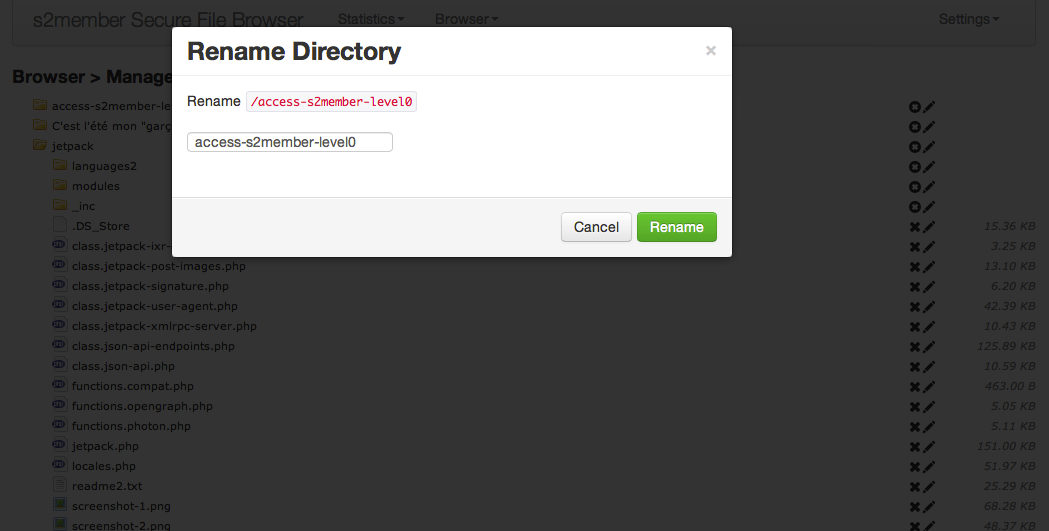 s2member Secure File Browser Statistics Browser Settings
Rename Directory ×
Browser > Manage
Rename /access-s2member-level0
access-s2member-le
C'est l'été mon "garç
access-s2member-level0
jetpack
languages2
modules
_inc
Cancel Rename
.DS_Store 15.36 KB
class.jetpack-ixr- 3.25 KB
class.jetpack-post-images.php 13.10 KB
class.jetpack-signature.php 6.20 KB
class.jetpack-user-agent.php 42.39 KB
class.jetpack-xmlrpc-server.php 10.43 KB
class.json-api-endpoints.php 125.89 KB
class.json-api.php 10.59 KB
functions.compat.php 463.00 B
functions.opengraph.php 5.05 KB
functions.photon.php 5.11 KB
jetpack.php 151.00 KB
locales.php 51.97 KB
readme2.txt 25.29 KB
screenshot-1.png 68.28 KB
screenshot-2.png 48.37 KB